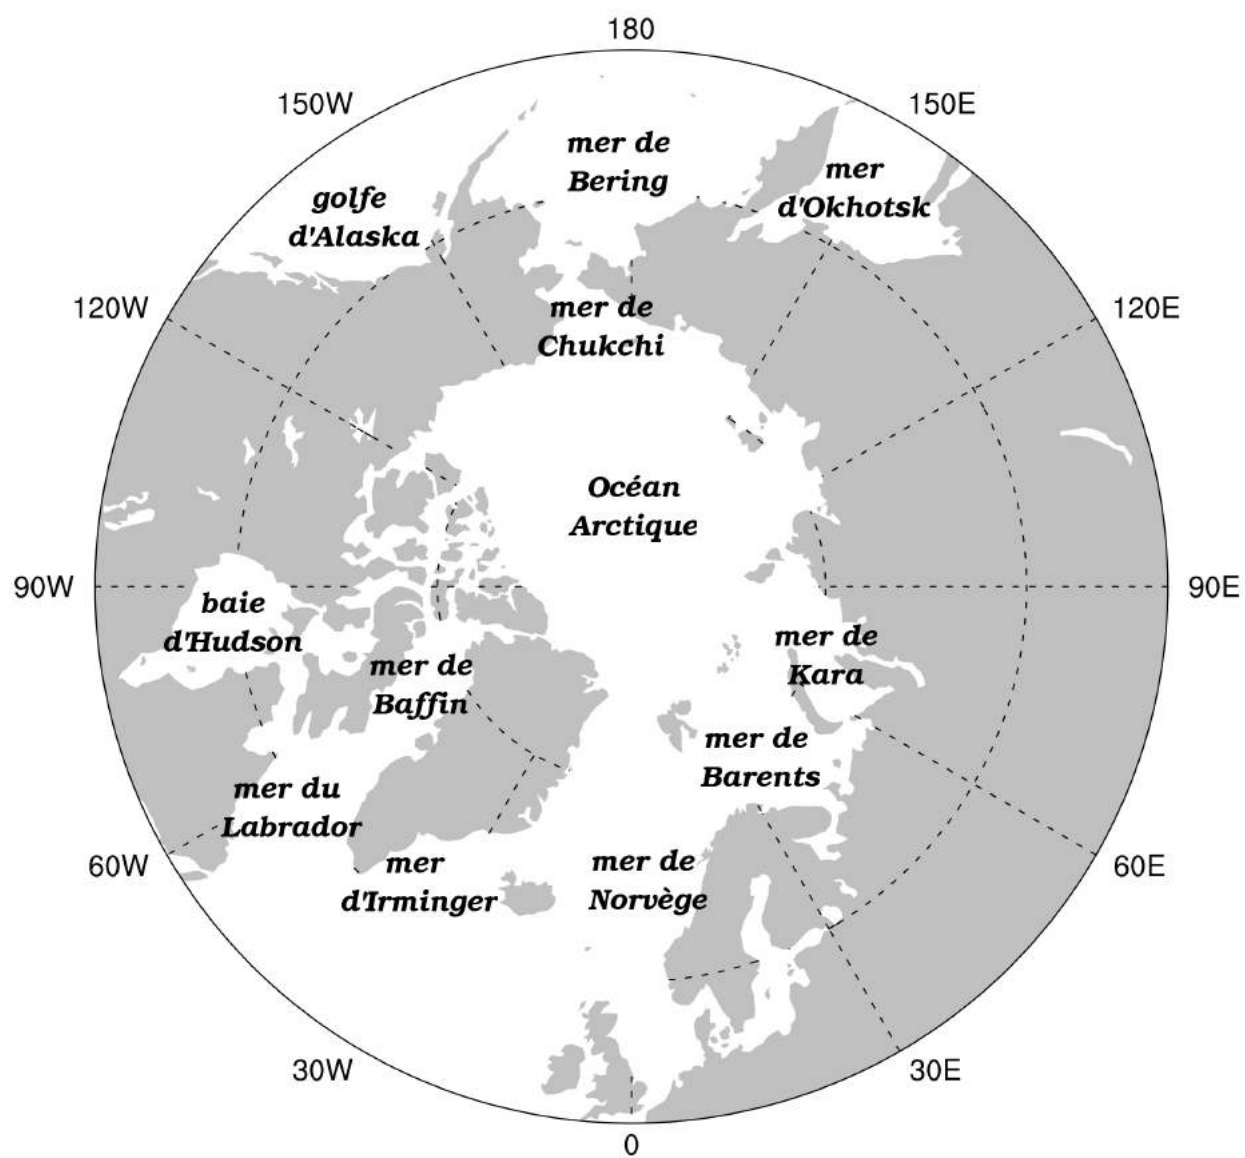 180
150W
150E
mer de
Bering
mer
d'Okhotsk
golfe
d'Alaska
120W
120E
mer de
Chukchi
Océan
Arctique
90W
90E
baie
d'Hudson
mer de
Kara
mer de
Baffin
mer de
Barents
mer du
Labrador
60W
60E
mer
d'Irminger
mer de
Norvège
30W
30E
0